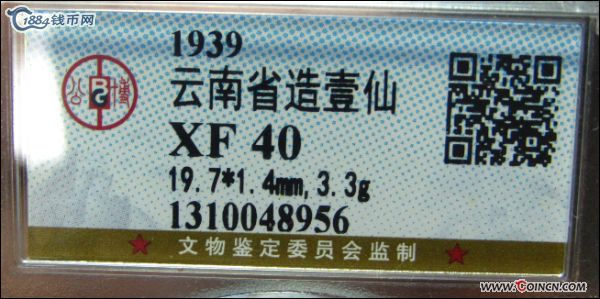 1884钱币网
1939
云南省造壹仙
XF 40
19.7*1.4mm,3.3g
1310048956
文物鉴定委员会监制
www.CoinCN.com